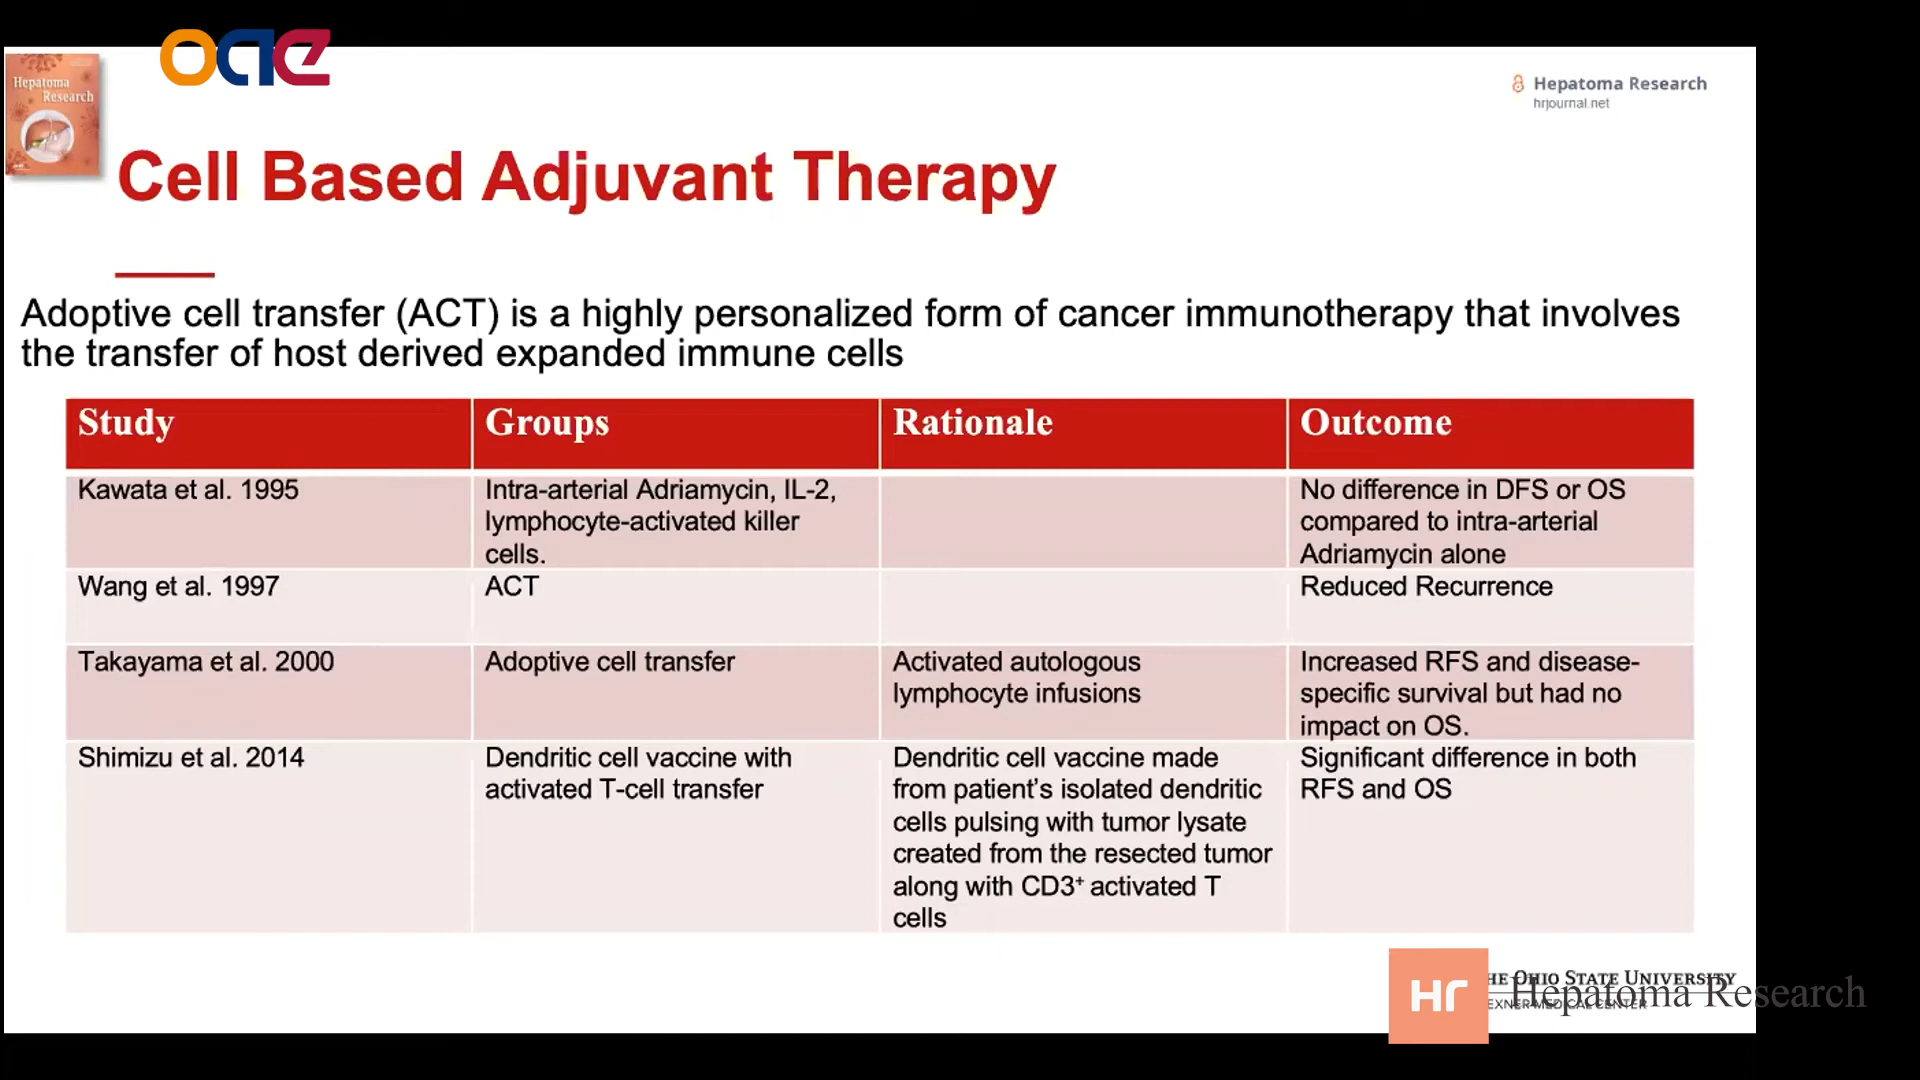 oae
Hepatoma
Research
Hepatoma Research
hrjournal.net
Cell Based Adjuvant Therapy
Adoptive cell transfer (ACT) is a highly personalized form of cancer immunotherapy that involves
the transfer of host derived expanded immune cells
Study Groups Rationale Outcome
Kawata et al. 1995
Intra-arterial Adriamycin, IL-2,
lymphocyte-activated killer
cells.
No difference in DFS or OS
compared to intra-arterial
Adriamycin alone
Wang et al. 1997
ACT
Reduced Recurrence
Takayama et al. 2000
Adoptive cell transfer
Activated autologous
lymphocyte infusions
Increased RFS and disease-
specific survival but had no
impact on OS.
Shimizu et al. 2014
Dendritic cell vaccine with
activated T-cell transfer
Dendritic cell vaccine made
from patient’s isolated dendritic
cells pulsing with tumor lysate
created from the resected tumor
along with CD3⁺ activated T
cells
Significant difference in both
RFS and OS
HE OHIO STATE UNIVERSITY
EXNER MEDICAL CENTER
Hr
Hepatoma Research